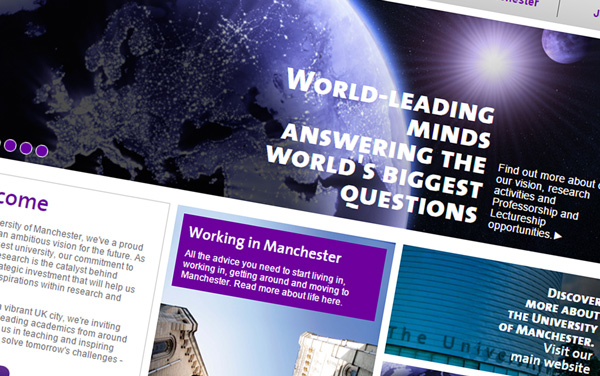 WORLD-LEADING
MINDS
ANSWERING THE
WORLD'S BIGGEST
QUESTIONS
Find out more about
our vision, research
activities and
Professorship and
Lectureship
opportunities.
Working in Manchester
All the advice you need to start living in,
working in, getting around and moving to
Manchester. Read more about life here.
of Manchester, we've a proud
an ambitious vision for the future. As
university, our commitment to
research is the catalyst behind
investment that will help us
aspirations within research and
vibrant UK city, we're inviting
leading academics from around
us in teaching and inspiring
solve tomorrow's challenges -
DISCOVER
MORE ABOUT
THE UNIVERSITY
OF MANCHESTER.
Visit our
main website
The